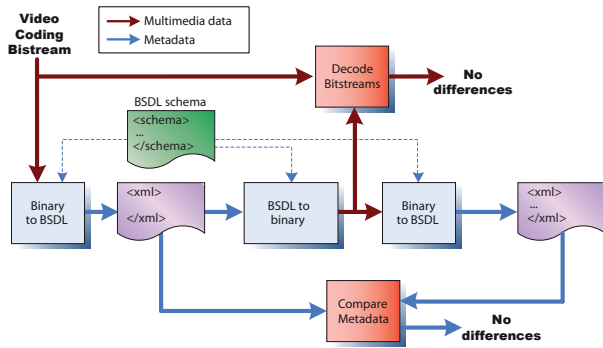 Video
Coding
Bistream
Multimedia data
Metadata
Decode
Bitstreams
No
differences
BSDL schema
<schema>
...
</schema>
Binary
to BSDL
<xml>
</xml>
BSDL to
binary
Binary
to BSDL
<xml>
...
</xml>
Compare
Metadata
No
differences